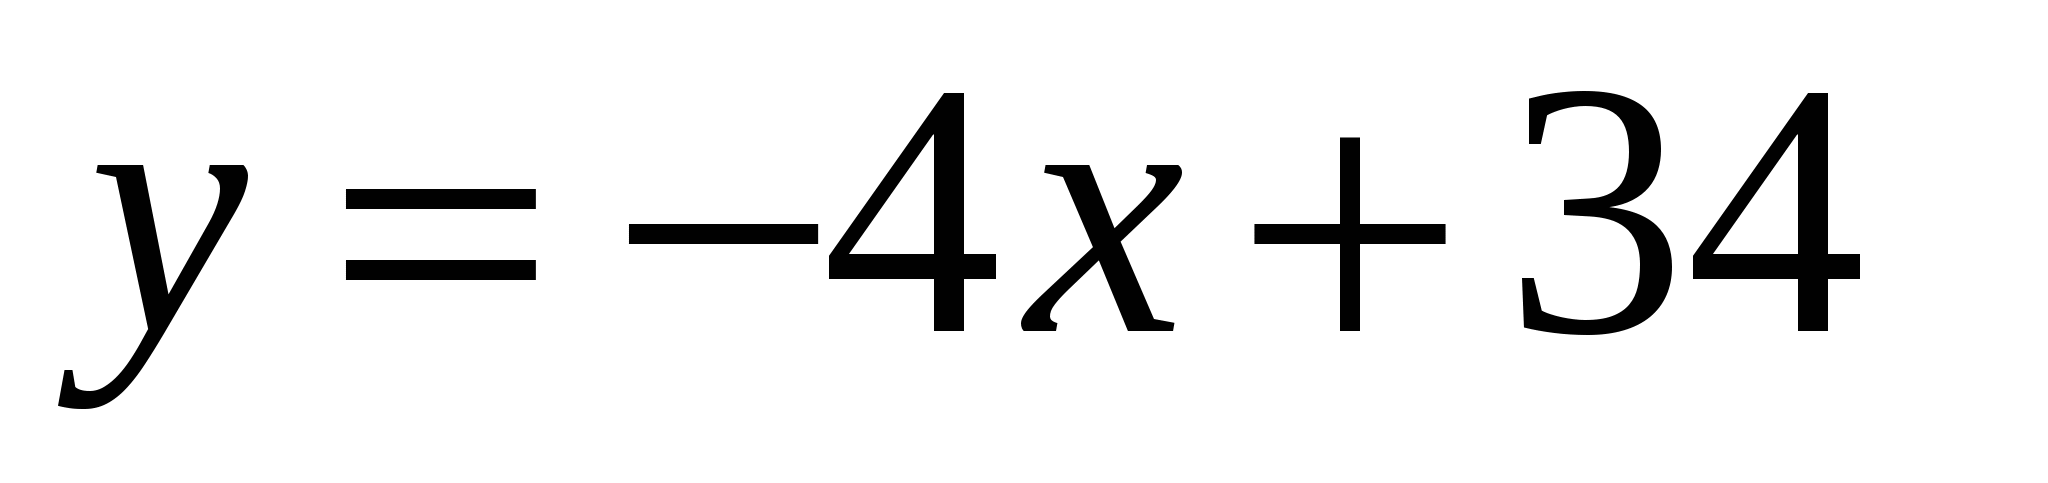 y = −4x + 34